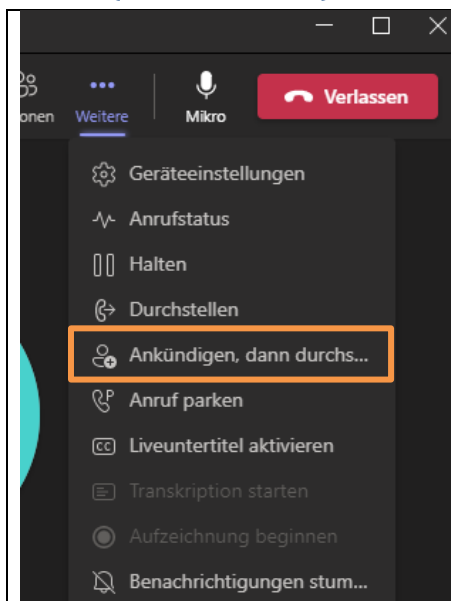 onen Weitere Mikro Verlassen
Geräteeinstellungen
Anrufstatus
Halten
Durchstellen
Ankündigen, dann durchs...
Anruf parken
CC Liveuntertitel aktivieren
Transkription starten
Aufzeichnung beginnen
Benachrichtigungen stum...